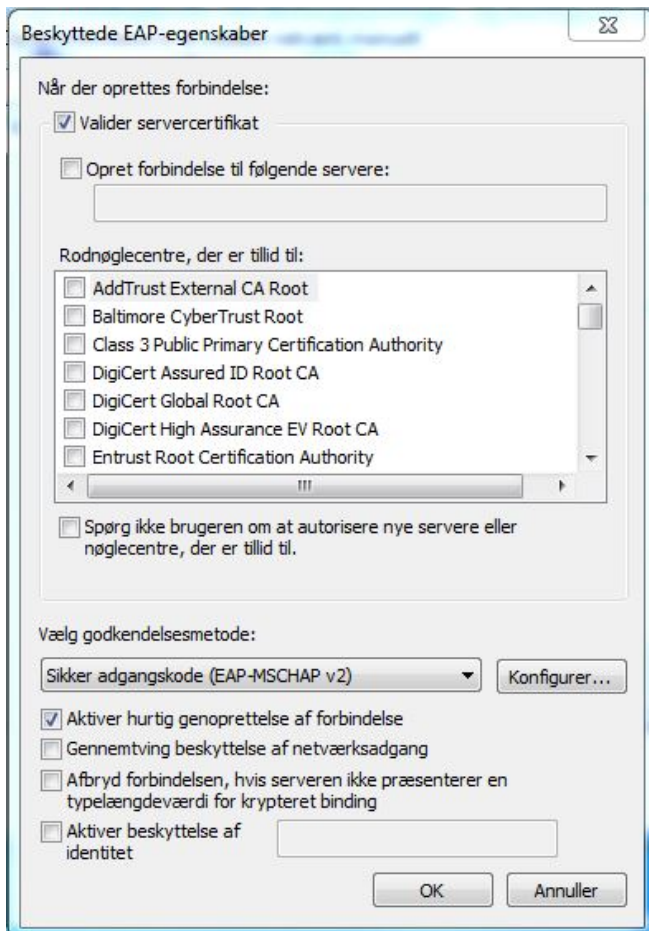 Beskyttede EAP-egenskaber
Når der oprettes forbindelse:
Valider servercertifikat
Opret forbindelse til følgende servere:
Rodnøglecentre, der er tillid til:
AddTrust External CA Root
Baltimore CyberTrust Root
Class 3 Public Primary Certification Authority
DigiCert Assured ID Root CA
DigiCert Global Root CA
DigiCert High Assurance EV Root CA
Entrust Root Certification Authority
Spørg ikke brugeren om at autorisere nye servere eller
nøglecentre, der er tillid til.
Vælg godkendelsesmetode:
Sikker adgangskode (EAP-MSCHAP v2)
Konfigurer...
Aktiver hurtig genoprettelse af forbindelse
Gennemtving beskyttelse af netværksadgang
Afbryd forbindelsen, hvis serveren ikke præsenterer en
typelængdeværdi for krypteret binding
Aktiver beskyttelse af
identitet
OK
Annuller